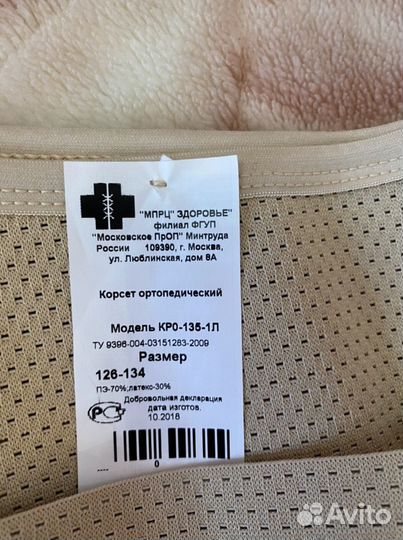 "МПРЦ" ЗДОРОВЬЕ"
филиал ФГУП
"Московское ПрОП" Минтруда
России 109390, г. Москва,
ул. Люблинская, дом 8А
Корсет ортопедический
Модель КР0-135-1Л
ТУ 9396-004-03151283-2009
Размер
126-134
ПЭ-70%;латекс-30%
Добровольная декларация
дата изготов.
10.2018
0
Avito